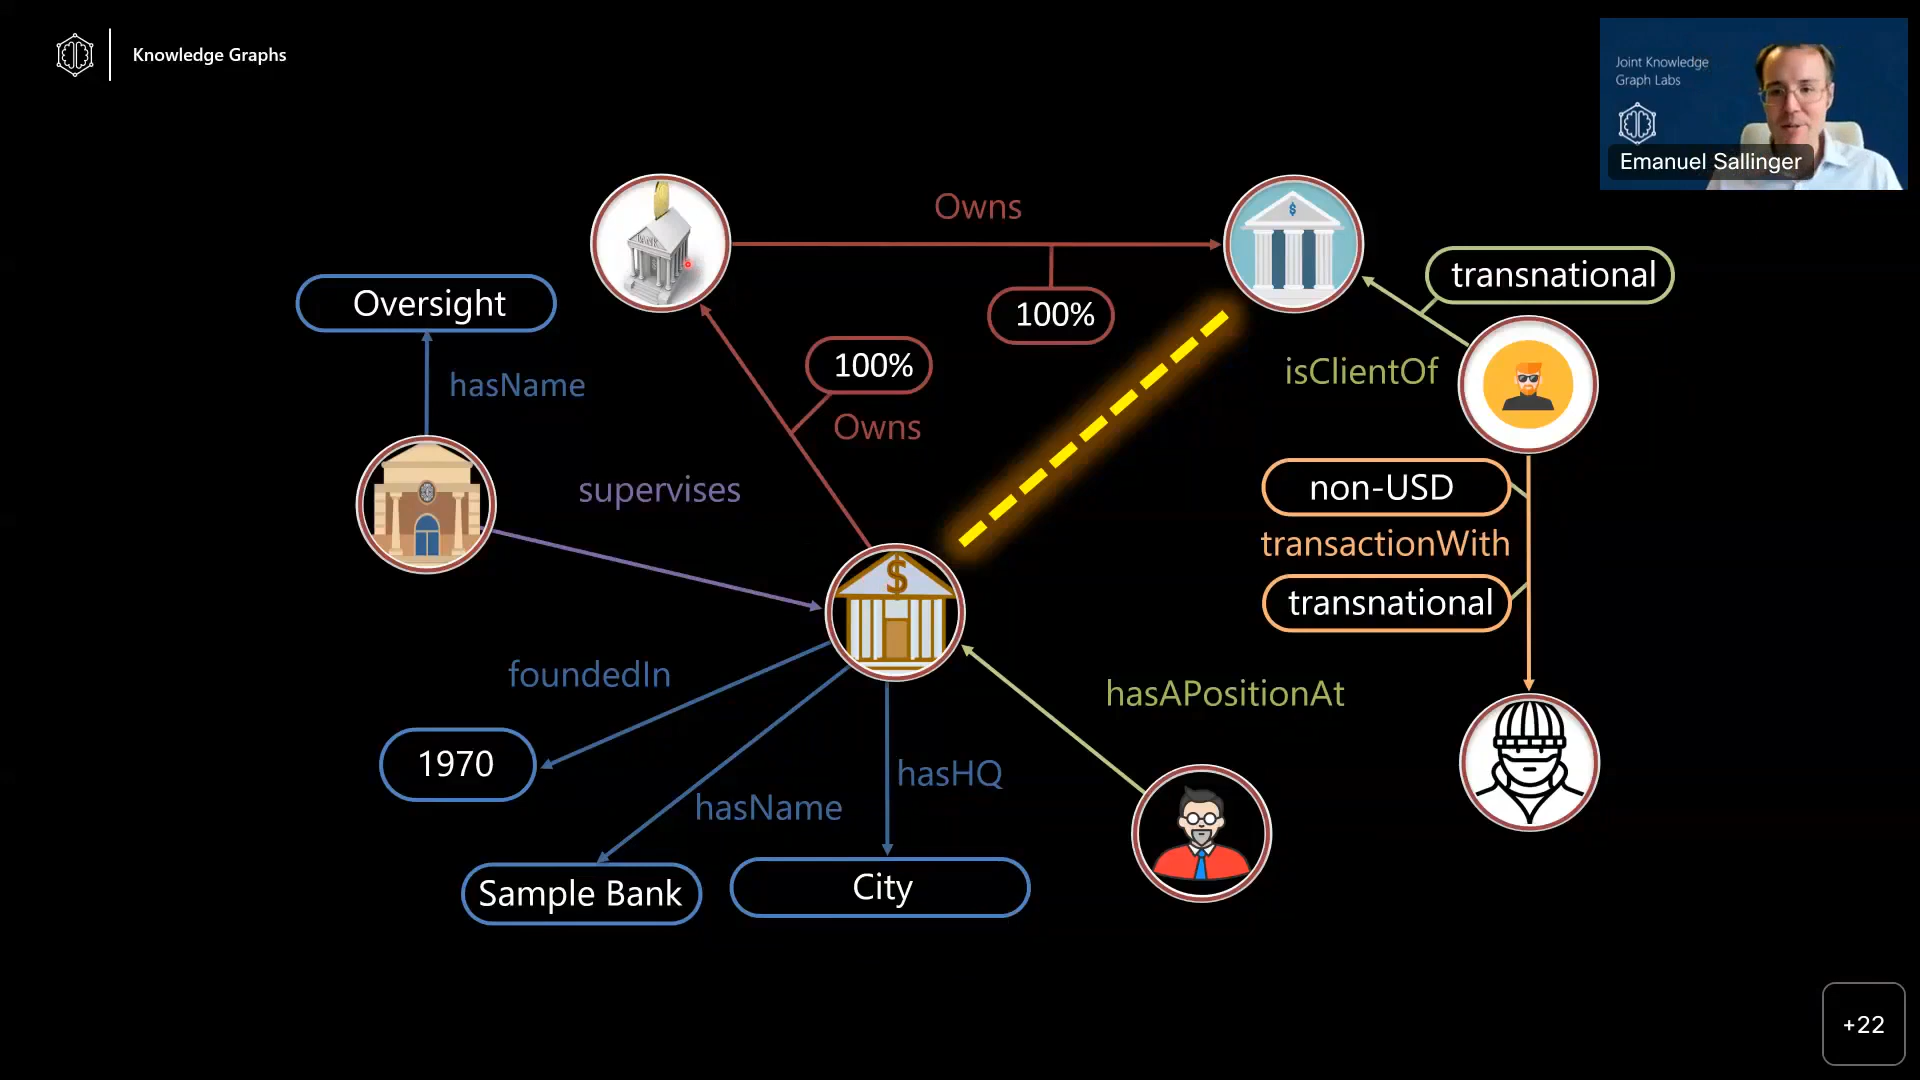 Knowledge Graphs
Joint Knowledge
Graph Labs
Emanuel Sallinger
Owns
transnational
Oversight
100%
100%
isClientOf
hasName
Owns
supervises
non-USD
transactionWith
transnational
foundedIn
hasAPositionAt
1970
hasHQ
hasName
Sample Bank
City
$
$
BANK
+22